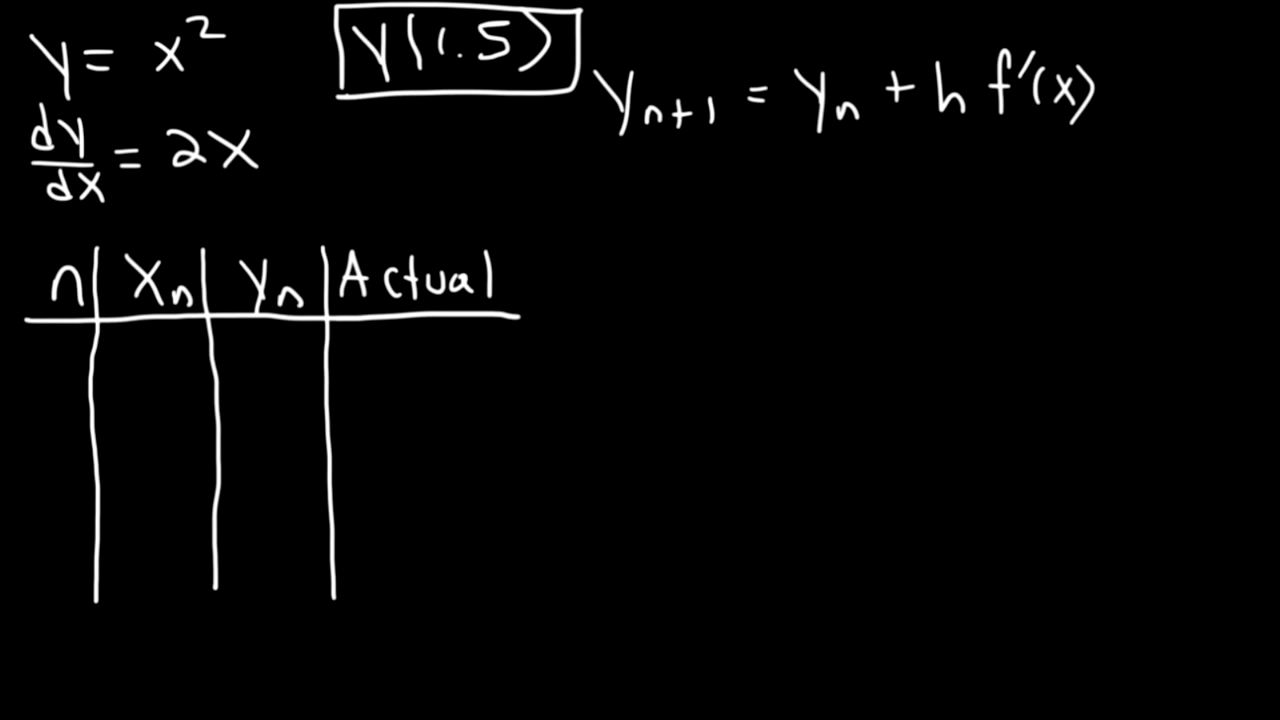 y = x²
y(1.5)
yₙ₊₁ = yₙ + h f'(x)
dy/dx = 2x
n | xₙ | yₙ | Actual